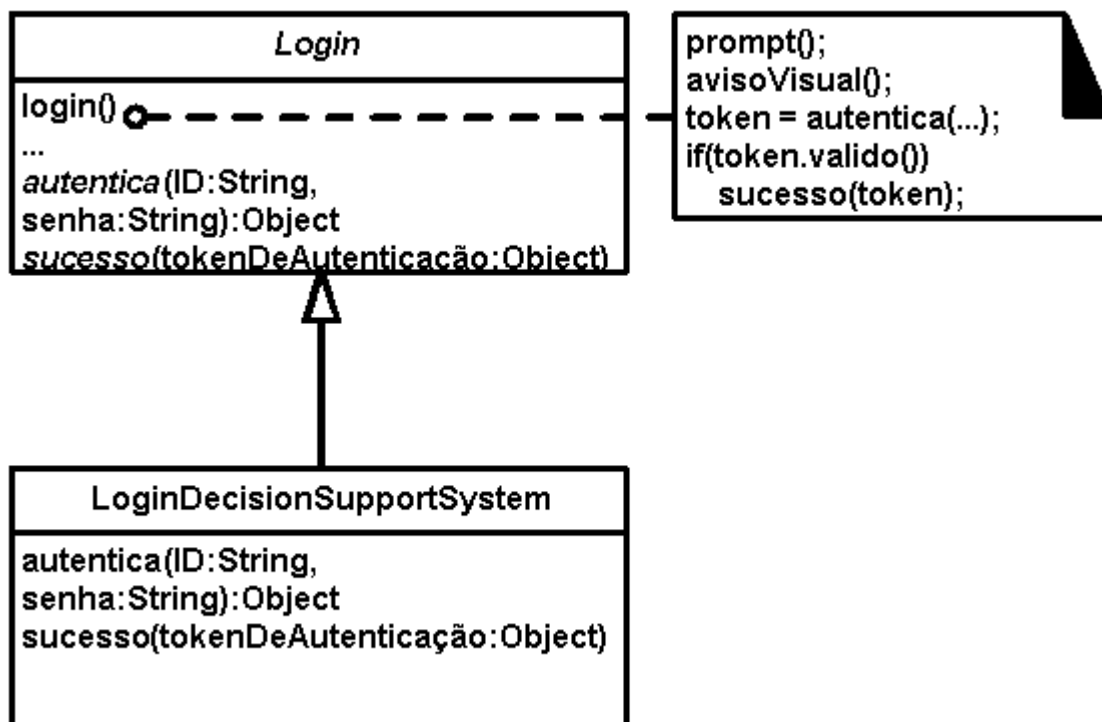 Login
login()
...
autentica(ID:String,
senha:String):Object
sucesso(tokenDeAutenticação:Object)
prompt();
avisoVisual();
token = autentica(...);
if(token.valido())
sucesso(token);
LoginDecisionSupportSystem
autentica(ID:String,
senha:String):Object
sucesso(tokenDeAutenticação:Object)